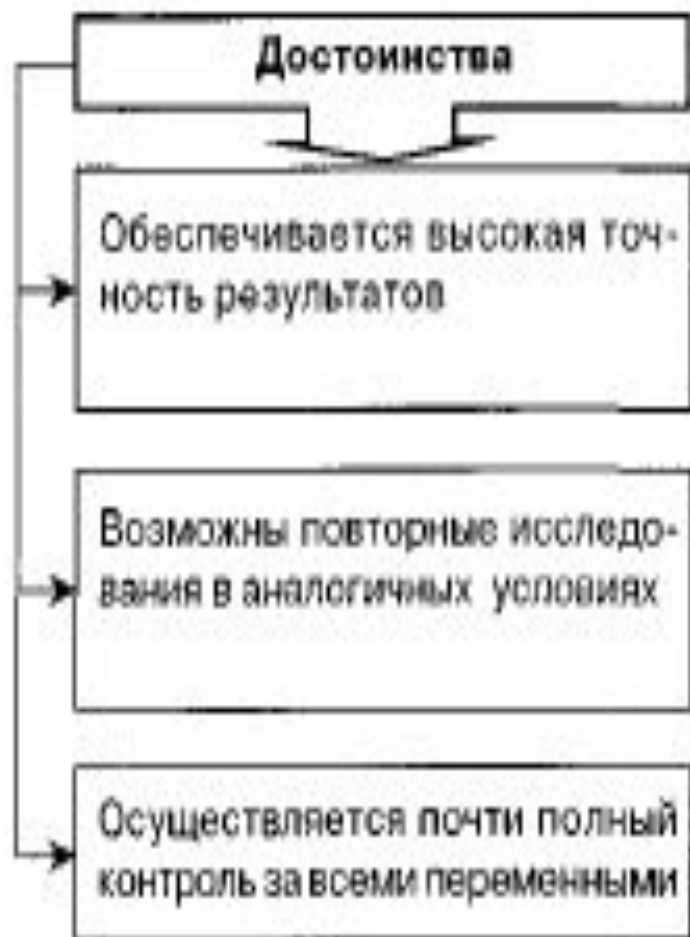 Достоинства
Обеспечивается высокая точ-
ность результатов
Возможны повторные исследо-
вания в аналогичных условиях
Осуществляется почти полный
контроль за всеми переменными